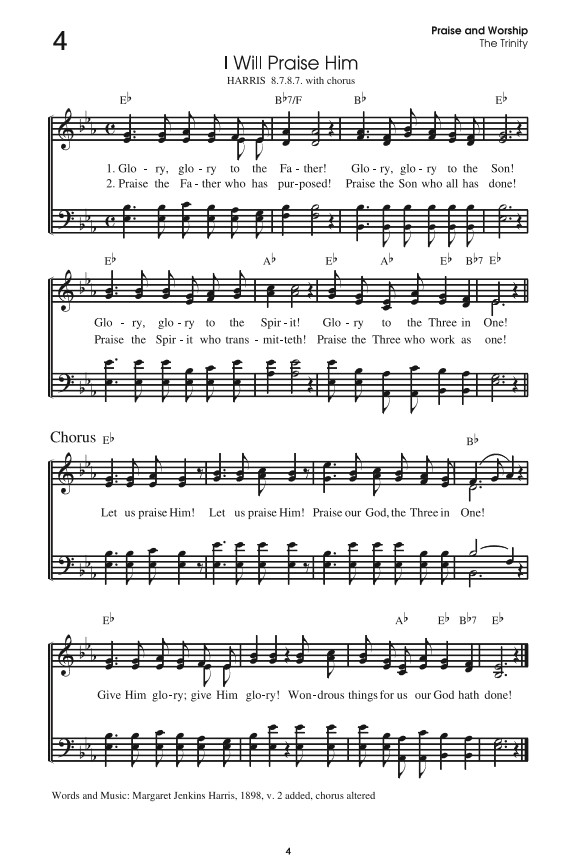 4
Praise and Worship
The Trinity
I Will Praise Him
HARRIS 8.7.8.7. with chorus
E♭ B♭7/F B♭ E♭
1. Glo - ry, glo - ry to the Fa - ther! Glo - ry, glo - ry to the Son!
2. Praise the Fa - ther who has pur - posed! Praise the Son who all has done!
E♭ A♭ E♭ A♭ E♭ B♭7 E♭
Glo - ry, glo - ry to the Spir - it! Glo - ry to the Three in One!
Praise the Spir - it who trans - mit - teth! Praise the Three who work as one!
Chorus E♭ B♭
Let us praise Him! Let us praise Him! Praise our God, the Three in One!
E♭ A♭ E♭ B♭7 E♭
Give Him glo - ry; give Him glo - ry! Won - drous things for us our God hath done!
Words and Music: Margaret Jenkins Harris, 1898, v. 2 added, chorus altered
4